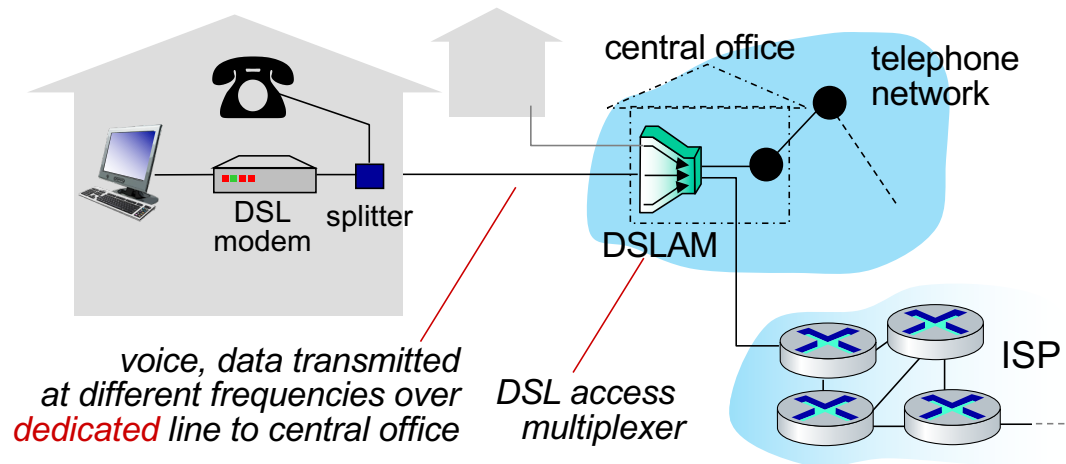 central office
telephone
network
DSL
modem
splitter
DSLAM
ISP
voice, data transmitted
at different frequencies over
dedicated line to central office
DSL access
multiplexer